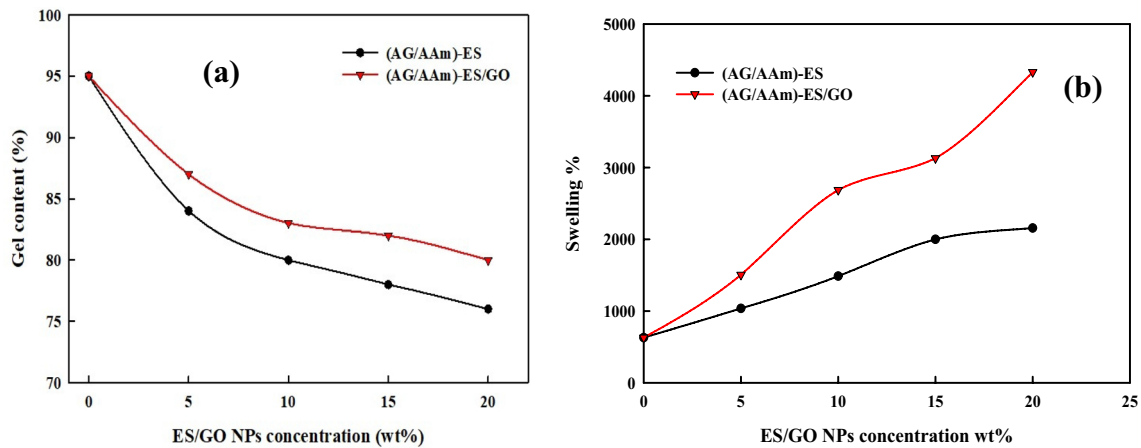 100
95
90
85
80
75
70
Gel content (%)
(a)
(AG/AAm)-ES
(AG/AAm)-ES/GO
0 5 10 15 20
ES/GO NPs concentration (wt%)
5000
4000
3000
2000
1000
0
Swelling %
(AG/AAm)-ES
(AG/AAm)-ES/GO
(b)
0 5 10 15 20 25
ES/GO NPs concentration wt%